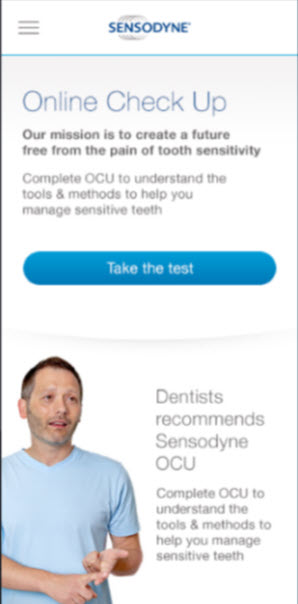 SENSODYNE
Online Check Up
Our mission is to create a future
free from the pain of tooth sensitivity
Complete OCU to understand the
tools & methods to help you
manage sensitive teeth
Take the test
Dentists
recommends
Sensodyne
OCU
Complete OCU to
understand the
tools & methods to
help you manage
sensitive teeth